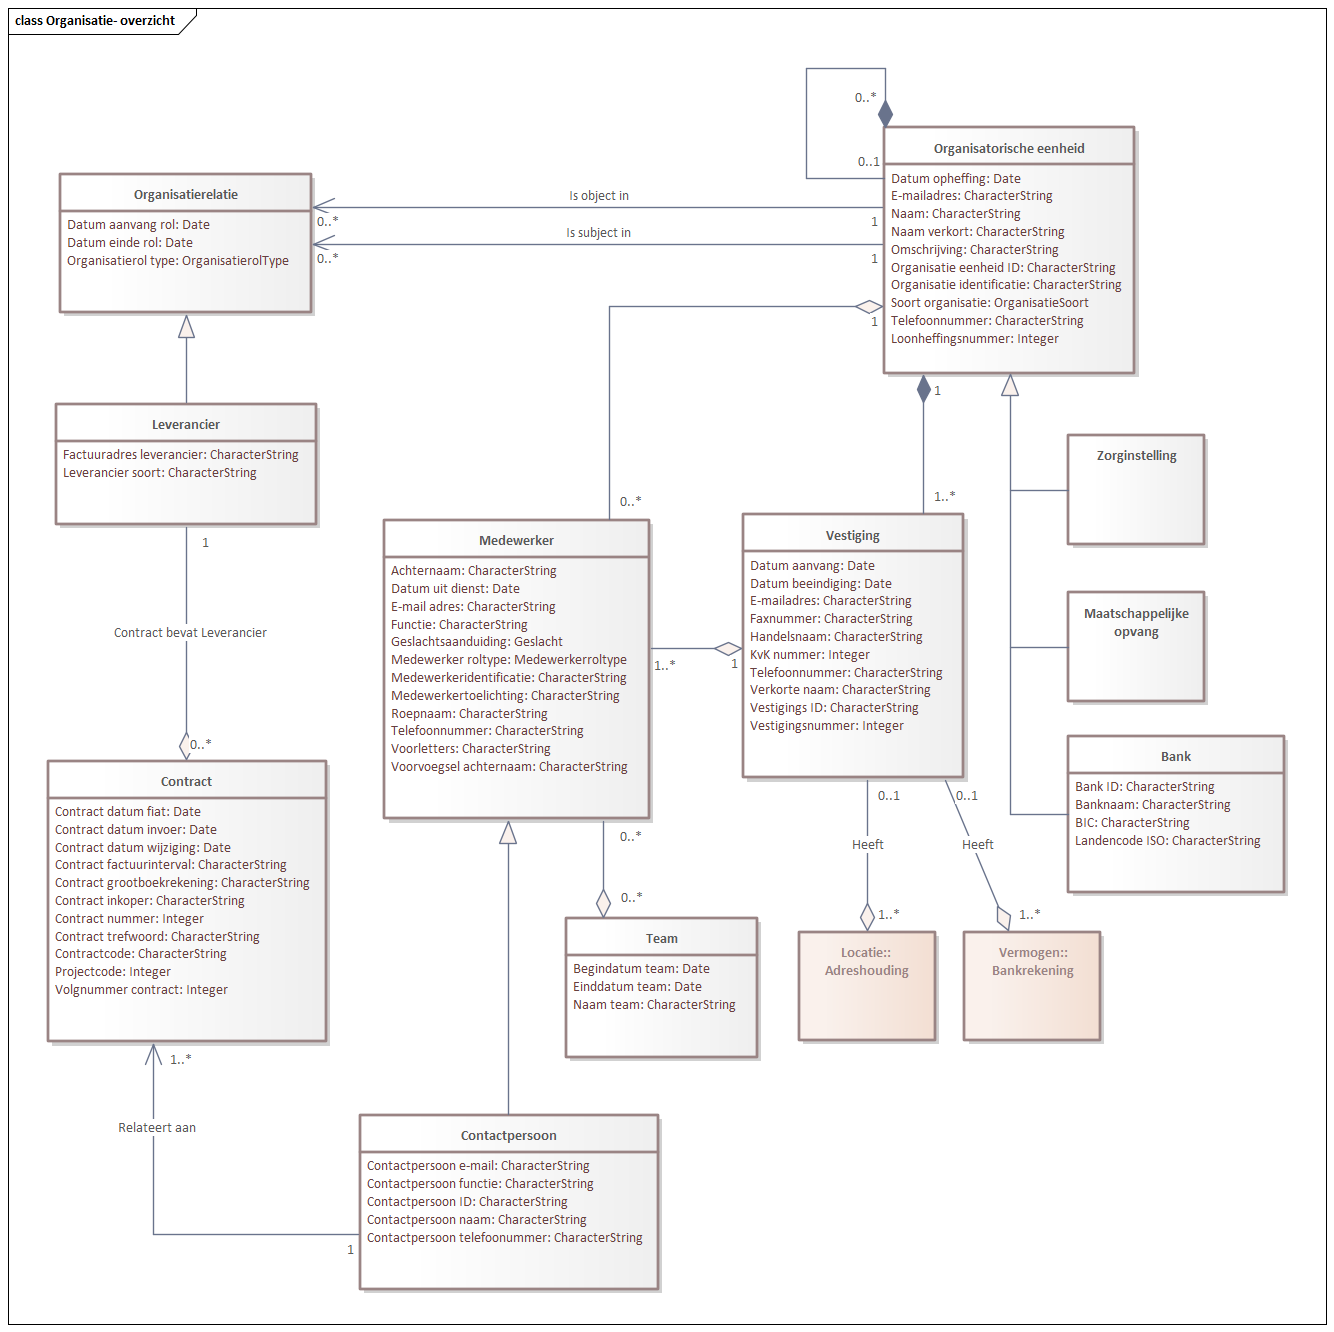 class Organisatie- overzicht
0..*
0..1
Organisatorische eenheid
Datum opheffing: Date
E-mailadres: CharacterString
Naam: CharacterString
Naam verkort: CharacterString
Omschrijving: CharacterString
Organisatie eenheid ID: CharacterString
Organisatie identificatie: CharacterString
Soort organisatie: OrganisatieSoort
Telefoonnummer: CharacterString
Loonheffingsnummer: Integer
Organisatierelatie
Datum aanvang rol: Date
Datum einde rol: Date
Organisatierol type: OrganisatierolType
Is object in
0..*
1
Is subject in
0..*
1
1
1
Leverancier
Factuuradres leverancier: CharacterString
Leverancier soort: CharacterString
Zorginstelling
0..*
1..*
Medewerker
Achternaam: CharacterString
Datum uit dienst: Date
E-mail adres: CharacterString
Functie: CharacterString
Geslachtsaanduiding: Geslacht
Medewerker roltype: Medewerkerroltype
Medewerkeridentificatie: CharacterString
Medewerkertoelichting: CharacterString
Roepnaam: CharacterString
Telefoonnummer: CharacterString
Voorletters: CharacterString
Voorvoegsel achternaam: CharacterString
Vestiging
Datum aanvang: Date
Datum beeindiging: Date
E-mailadres: CharacterString
Faxnummer: CharacterString
Handelsnaam: CharacterString
KvK nummer: Integer
Telefoonnummer: CharacterString
Verkorte naam: CharacterString
Vestigings ID: CharacterString
Vestigingsnummer: Integer
1
Contract bevat Leverancier
0..*
1..*
1
Maatschappelijke
opvang
Bank
Bank ID: CharacterString
Banknaam: CharacterString
BIC: CharacterString
Landencode ISO: CharacterString
Contract
Contract datum fiat: Date
Contract datum invoer: Date
Contract datum wijziging: Date
Contract factuurinterval: CharacterString
Contract grootboekrekening: CharacterString
Contract inkoper: CharacterString
Contract nummer: Integer
Contract trefwoord: CharacterString
Contractcode: CharacterString
Projectcode: Integer
Volgnummer contract: Integer
0..*
0..*
0..1
0..1
Heeft
Heeft
1..*
1..*
Team
Begindatum team: Date
Einddatum team: Date
Naam team: CharacterString
Locatie::
Adreshouding
Vermogen::
Bankrekening
1..*
Relateert aan
1
Contactpersoon
Contactpersoon e-mail: CharacterString
Contactpersoon functie: CharacterString
Contactpersoon ID: CharacterString
Contactpersoon naam: CharacterString
Contactpersoon telefoonummer: CharacterString